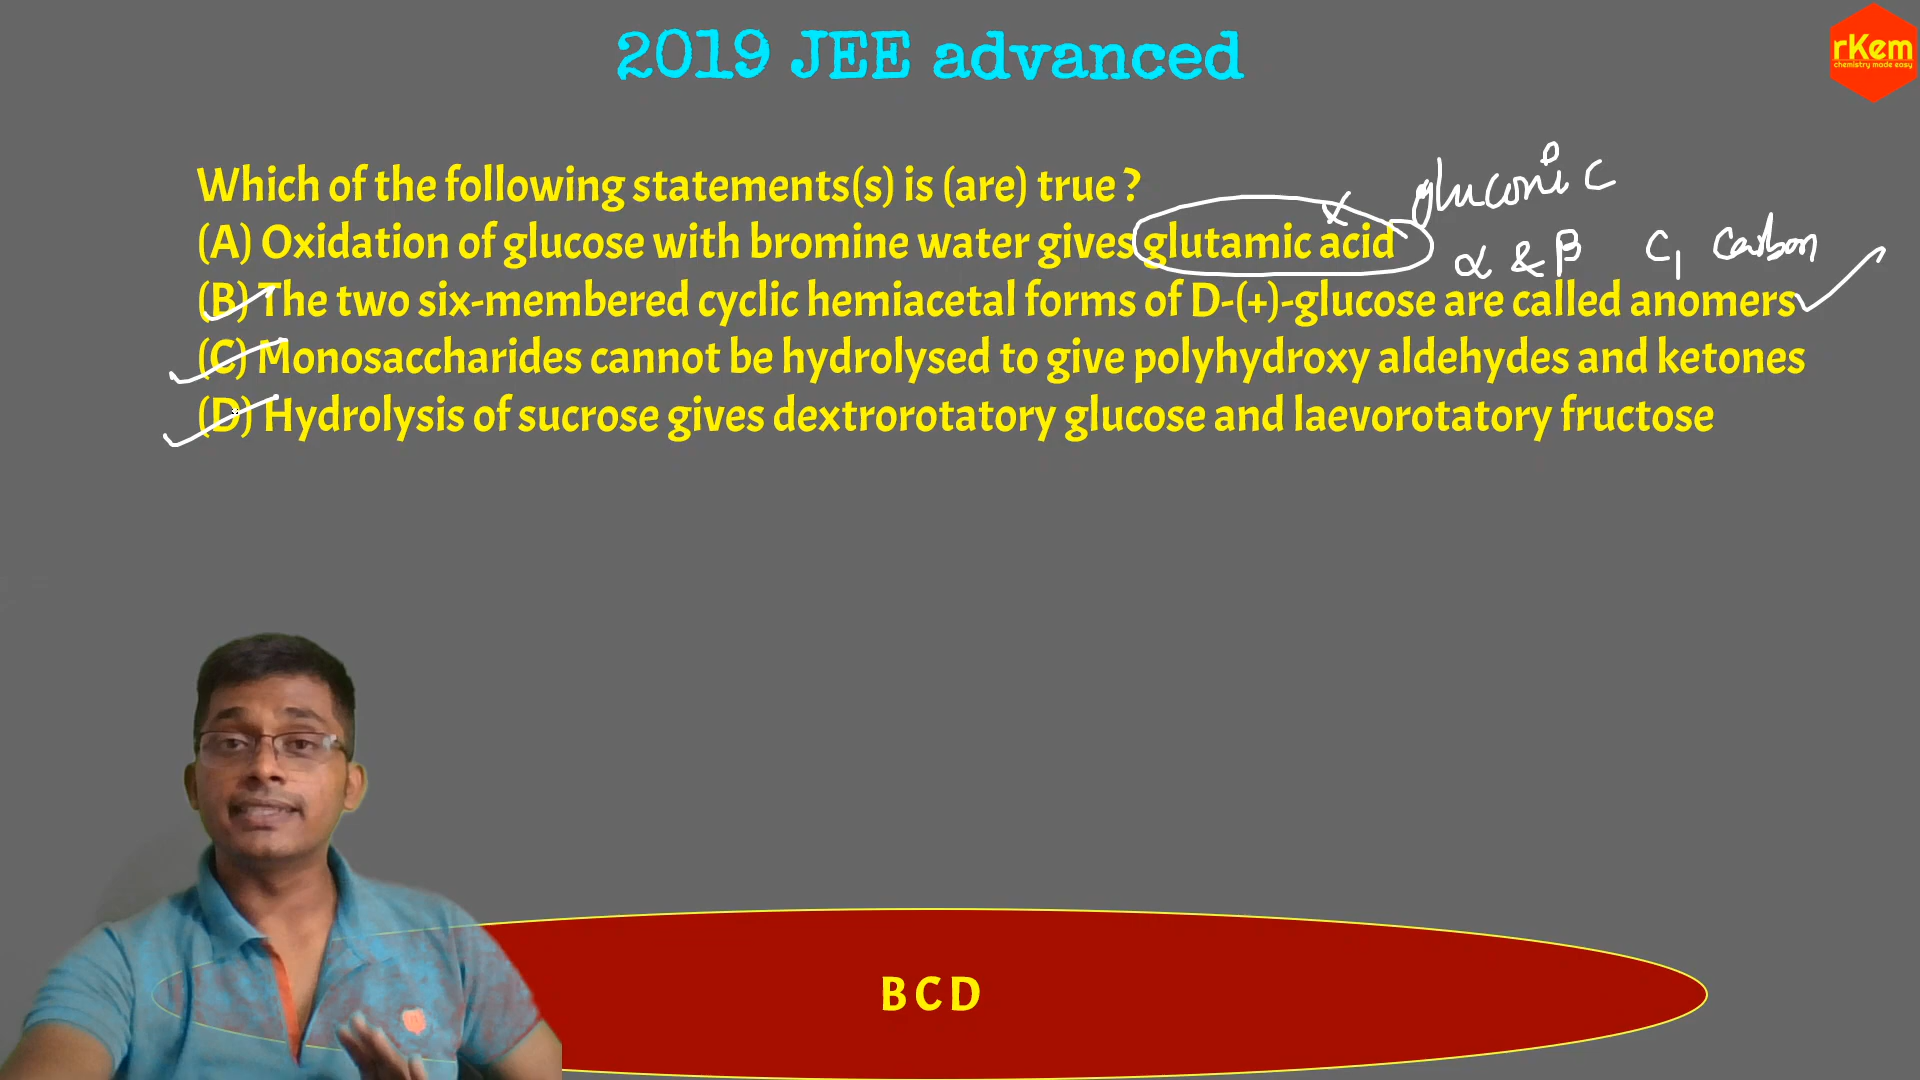 2019 JEE advanced
rKem
chemistry made easy
Which of the following statements(s) is (are) true ?
gluconic
(A) Oxidation of glucose with bromine water gives glutamic acid
α & β C1 Carbon
(B) The two six-membered cyclic hemiacetal forms of D-(+)-glucose are called anomers
(C) Monosaccharides cannot be hydrolysed to give polyhydroxy aldehydes and ketones
(D) Hydrolysis of sucrose gives dextrorotatory glucose and laevorotatory fructose
B C D